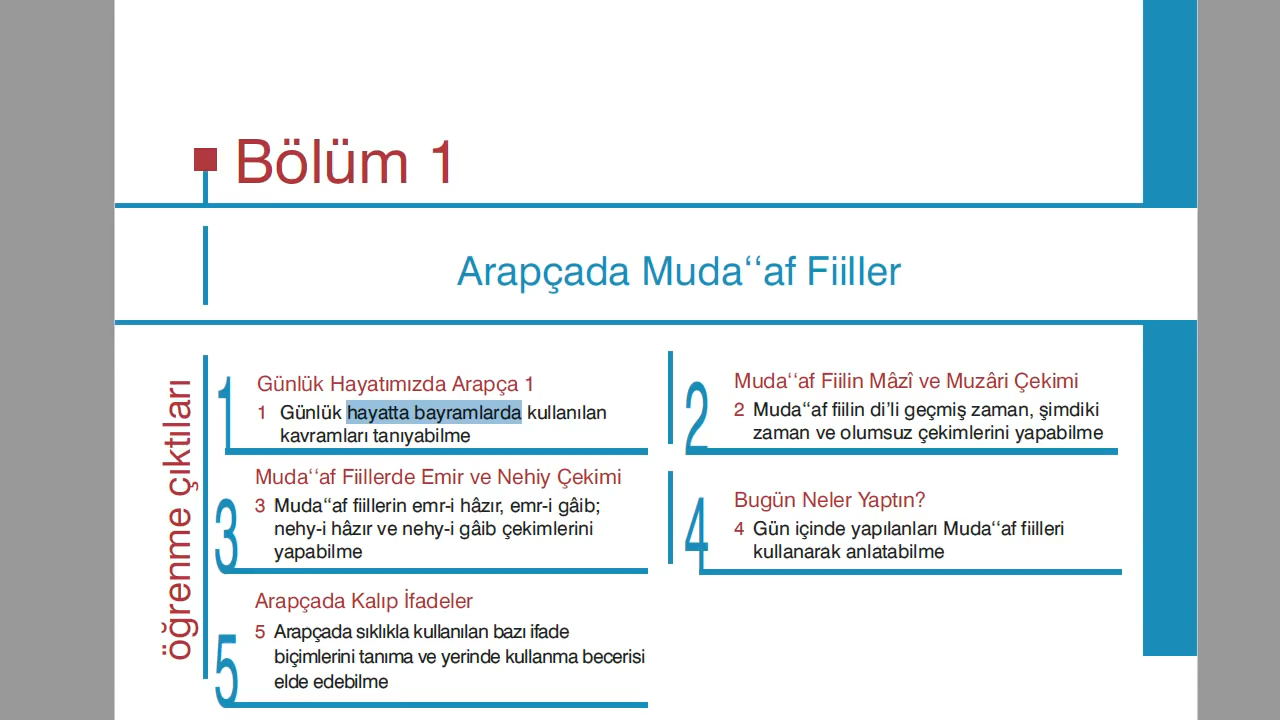 Bölüm 1
Arapçada Muda‘‘af Fiiller
öğrenme çıktıları
1
Günlük Hayatımızda Arapça 1
1 Günlük hayatta bayramlarda kullanılan
kavramları tanıyabilme
2
Muda‘‘af Fiilin Mâzî ve Muzâri Çekimi
2 Muda‘‘af fiilin di’li geçmiş zaman, şimdiki
zaman ve olumsuz çekimlerini yapabilme
3
Muda‘‘af Fiillerde Emir ve Nehiy Çekimi
3 Muda‘‘af fiillerin emr-i hâzır, emr-i gâib;
nehy-i hâzır ve nehy-i gâib çekimlerini
yapabilme
4
Bugün Neler Yaptın?
4 Gün içinde yapılanları Muda‘‘af fiilleri
kullanarak anlatabilme
5
Arapçada Kalıp İfadeler
5 Arapçada sıklıkla kullanılan bazı ifade
biçimlerini tanıma ve yerinde kullanma becerisi
elde edebilme